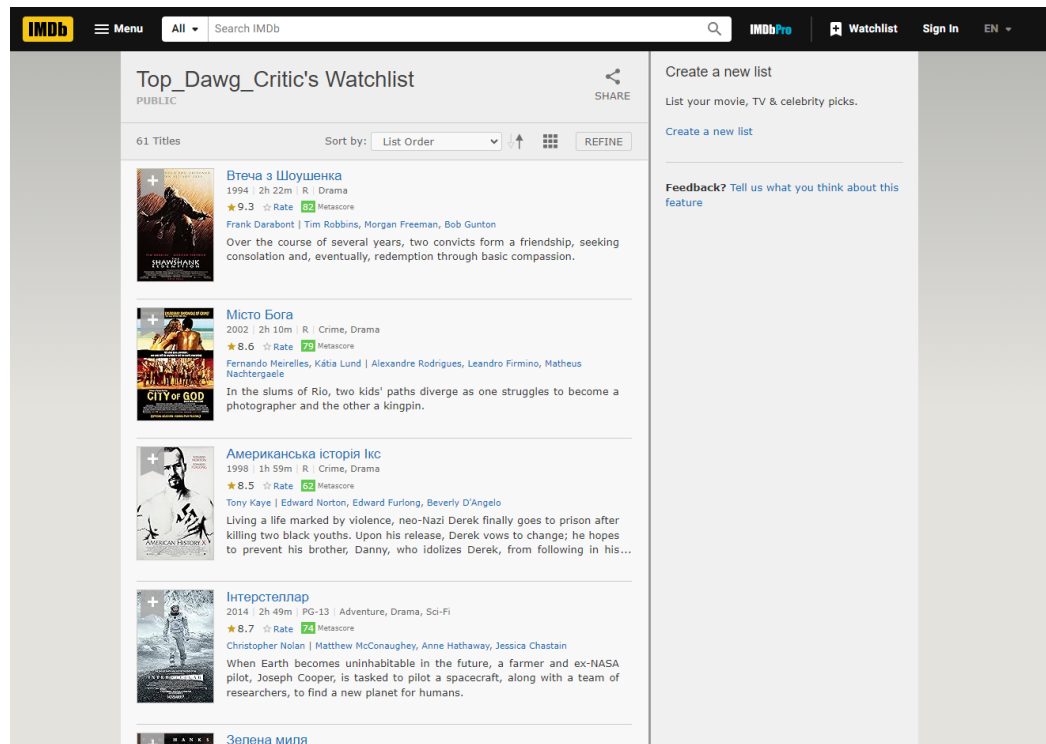 IMDb
Menu
All
Search IMDb
IMDbPro
Watchlist
Sign In
EN
Top_Dawg_Critic's Watchlist
PUBLIC
SHARE
61 Titles
Sort by:
List Order
REFINE
Втеча з Шоушенка
1994 | 2h 22m | R | Drama
9.3 Rate 82 Metascore
Frank Darabont | Tim Robbins, Morgan Freeman, Bob Gunton
Over the course of several years, two convicts form a friendship, seeking
consolation and, eventually, redemption through basic compassion.
SHAWSHANK
REDEMPTION
Місто Бога
2002 | 2h 10m | R | Crime, Drama
8.6 Rate 79 Metascore
Fernando Meirelles, Kátia Lund | Alexandre Rodrigues, Leandro Firmino, Matheus
Nachtergaele
In the slums of Rio, two kids' paths diverge as one struggles to become a
photographer and the other a kingpin.
CITY OF GOD
Американська історія Ікс
1998 | 1h 59m | R | Crime, Drama
8.5 Rate 62 Metascore
Tony Kaye | Edward Norton, Edward Furlong, Beverly D'Angelo
Living a life marked by violence, neo-Nazi Derek finally goes to prison after
killing two black youths. Upon his release, Derek vows to change; he hopes
to prevent his brother, Danny, who idolizes Derek, from following in his...
AMERICAN HISTORY X
Інтерстеллар
2014 | 2h 49m | PG-13 | Adventure, Drama, Sci-Fi
8.7 Rate 74 Metascore
Christopher Nolan | Matthew McConaughey, Anne Hathaway, Jessica Chastain
When Earth becomes uninhabitable in the future, a farmer and ex-NASA
pilot, Joseph Cooper, is tasked to pilot a spacecraft, along with a team of
researchers, to find a new planet for humans.
INTERSTELLAR
Зелена миля
HANKS
Create a new list
List your movie, TV & celebrity picks.
Create a new list
Feedback? Tell us what you think about this
feature